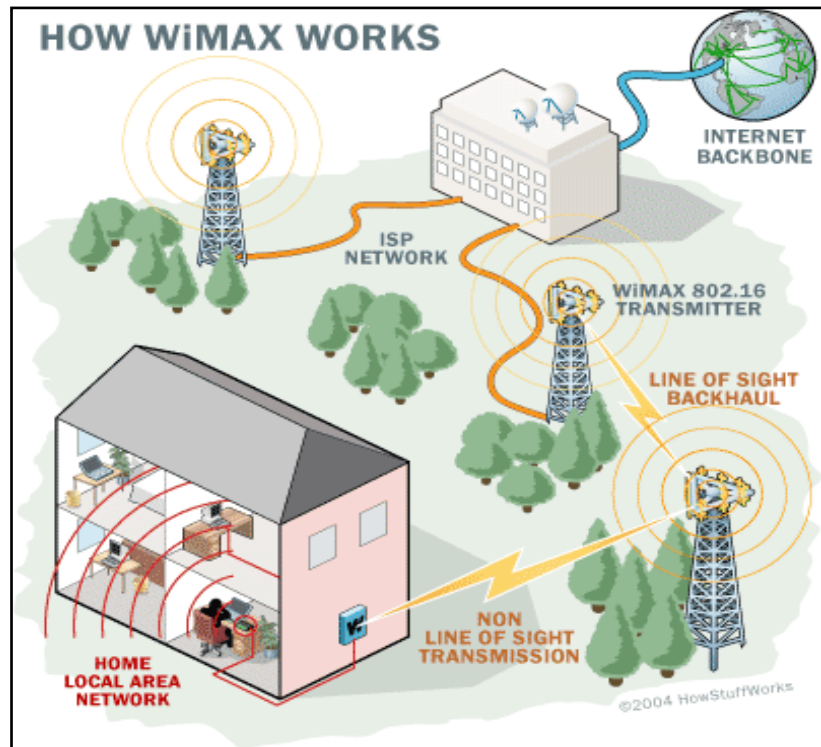 HOW WiMAX WORKS
INTERNET
BACKBONE
ISP
NETWORK
WiMAX 802.16
TRANSMITTER
LINE OF SIGHT
BACKHAUL
NON
LINE OF SIGHT
TRANSMISSION
HOME
LOCAL AREA
NETWORK
©2004 HowStuffWorks